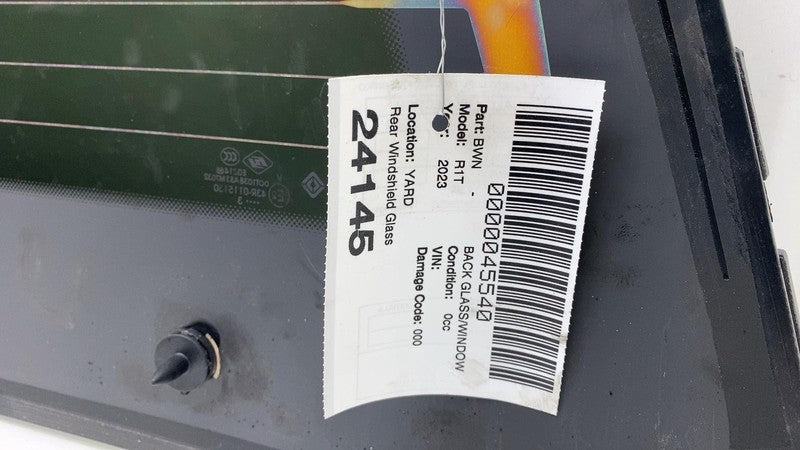 0000045540
Part: BWN - BACK GLASS/WINDOW
Model: R1T Condition: 0cc
Year: 2023 VIN:
Damage Code: 000
Location: YARD
Rear Windshield Glass
24145